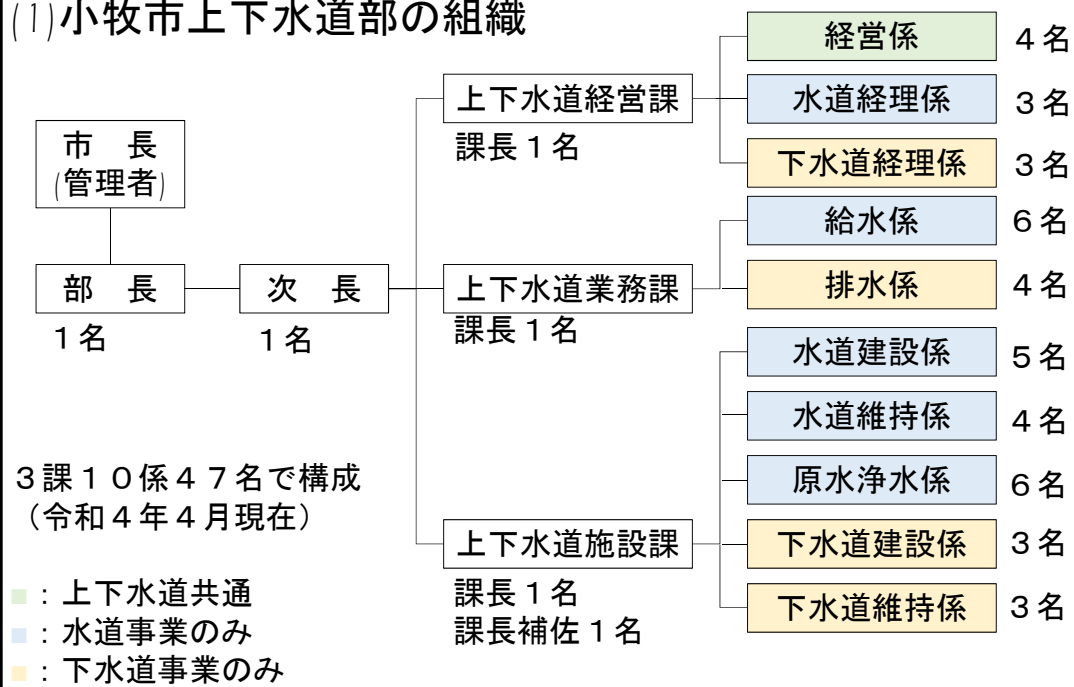 (1)小牧市上下水道部の組織
市　長
(管理者)
部　長
1名
次　長
1名
上下水道経営課
課長1名
経営係
4名
水道経理係
3名
下水道経理係
3名
上下水道業務課
課長1名
給水係
6名
排水係
4名
上下水道施設課
課長1名
課長補佐1名
水道建設係
5名
水道維持係
4名
原水浄水係
6名
下水道建設係
3名
下水道維持係
3名
3課10係47名で構成
（令和4年4月現在）
■：上下水道共通
■：水道事業のみ
■：下水道事業のみ